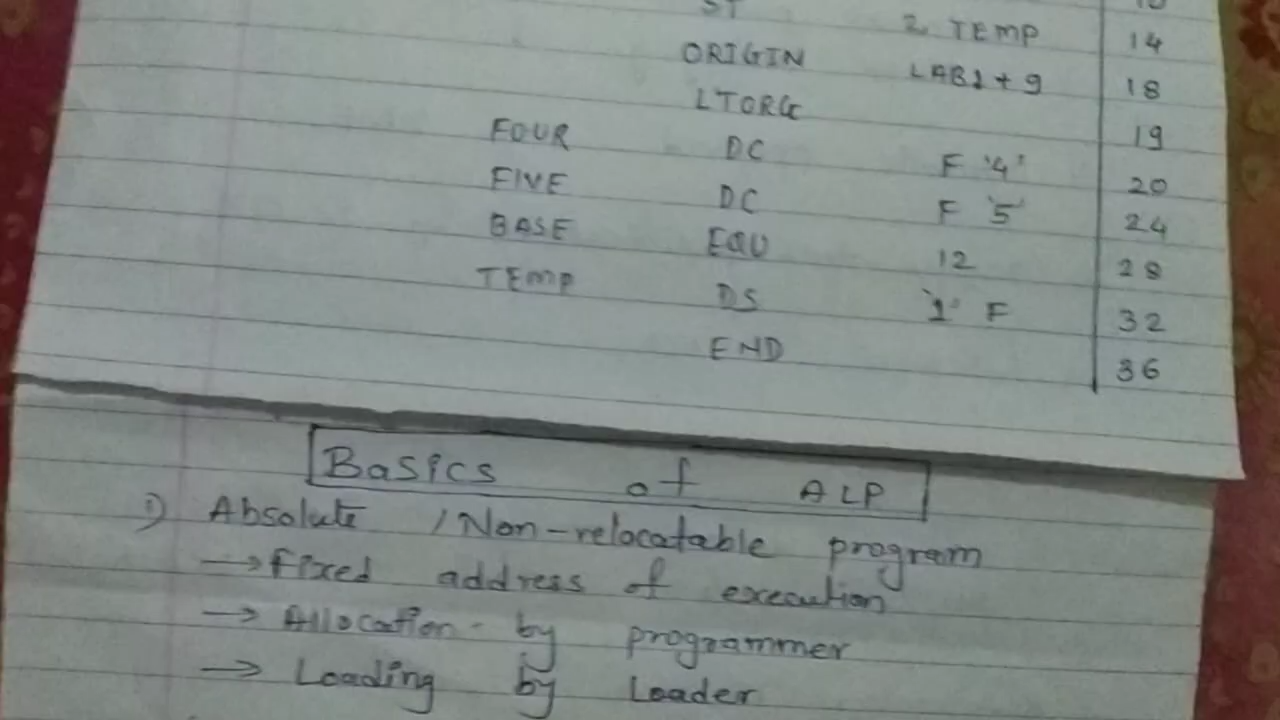 ST 2, TEMP 14
ORIGIN LAB1+9 18
LTORG 19
FOUR DC F '4' 20
FIVE DC F '5' 24
BASE EQU 12 28
TEMP DS '1' F 32
END 36
Basics of ALP
i) Absolute / Non-relocatable program
→ fixed address of execution
→ Allocation by programmer
→ Loading by Loader